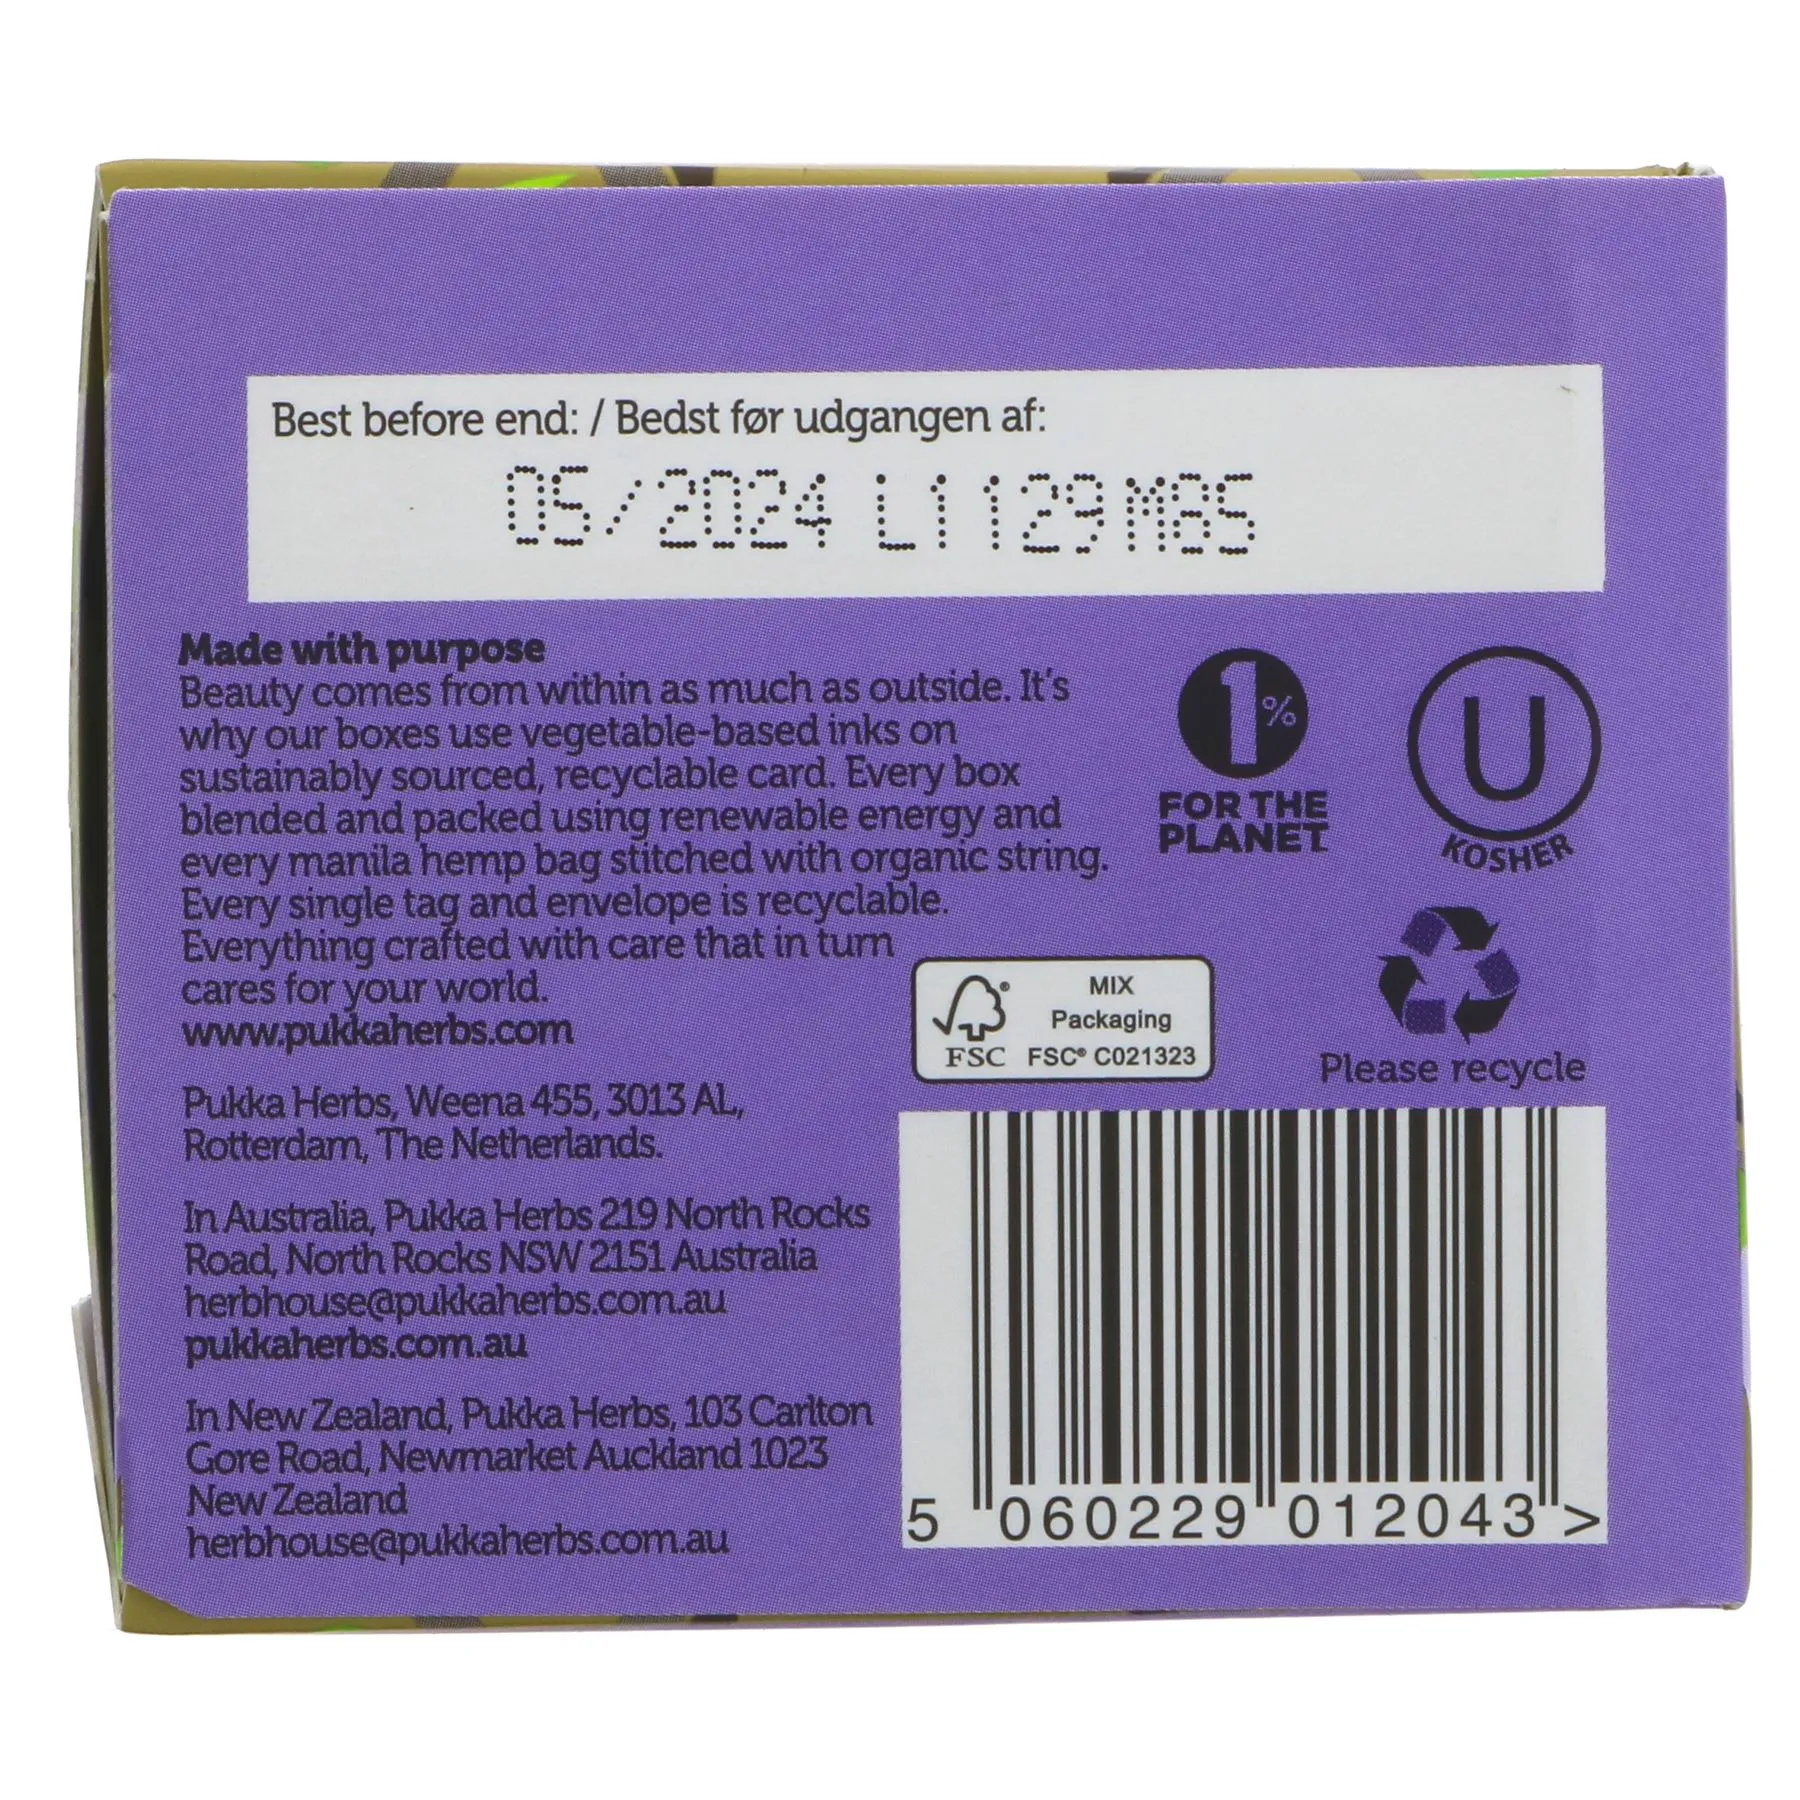 Best before end: / Bedst før udgangen af:
05/2024 L1129M85
Made with purpose
Beauty comes from within as much as outside. It's
why our boxes use vegetable-based inks on
sustainably sourced, recyclable card. Every box
blended and packed using renewable energy and
every manila hemp bag stitched with organic string.
Every single tag and envelope is recyclable.
Everything crafted with care that in turn
cares for your world.
www.pukkaherbs.com
1%
FOR THE
PLANET
U
KOSHER
FSC
MIX
Packaging
FSC® C021323
Please recycle
Pukka Herbs, Weena 455, 3013 AL,
Rotterdam, The Netherlands.
In Australia, Pukka Herbs 219 North Rocks
Road, North Rocks NSW 2151 Australia
herbhouse@pukkaherbs.com.au
pukkaherbs.com.au
In New Zealand, Pukka Herbs, 103 Carlton
Gore Road, Newmarket Auckland 1023
New Zealand
herbhouse@pukkaherbs.com.au
5 060229 012043 >